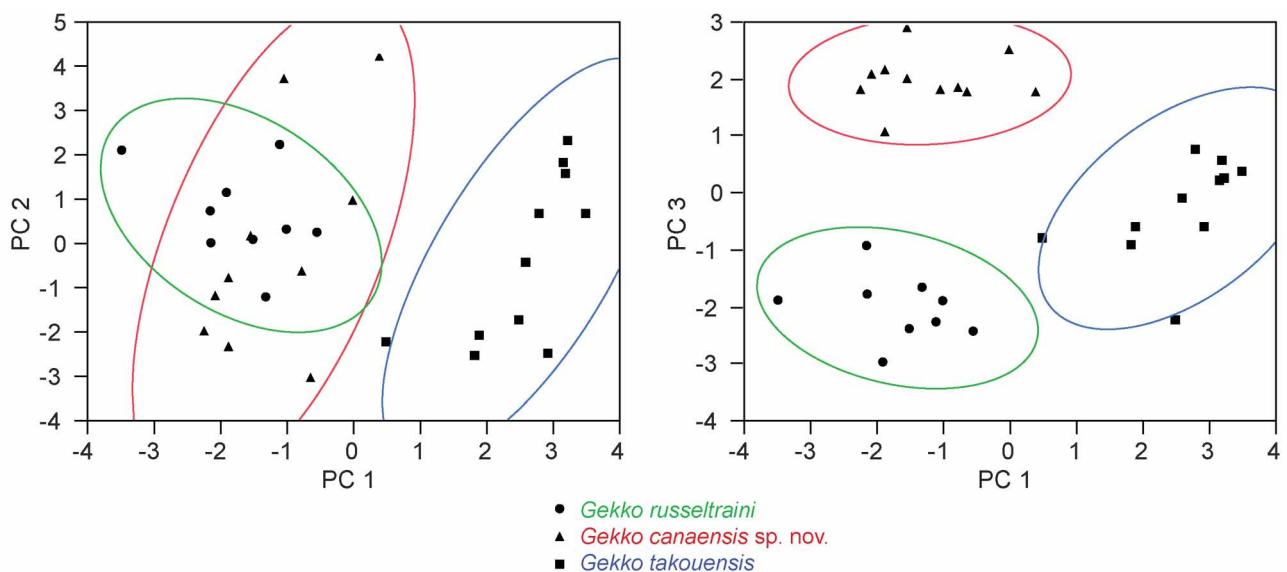 5
4
3
2
1
0
-1
-2
-3
-4
PC 2
-4 -3 -2 -1 0 1 2 3 4
PC 1
3
2
1
0
-1
-2
-3
-4
PC 3
-4 -3 -2 -1 0 1 2 3 4
PC 1
Gekko russeltraini
Gekko canaensis sp. nov.
Gekko takouensis